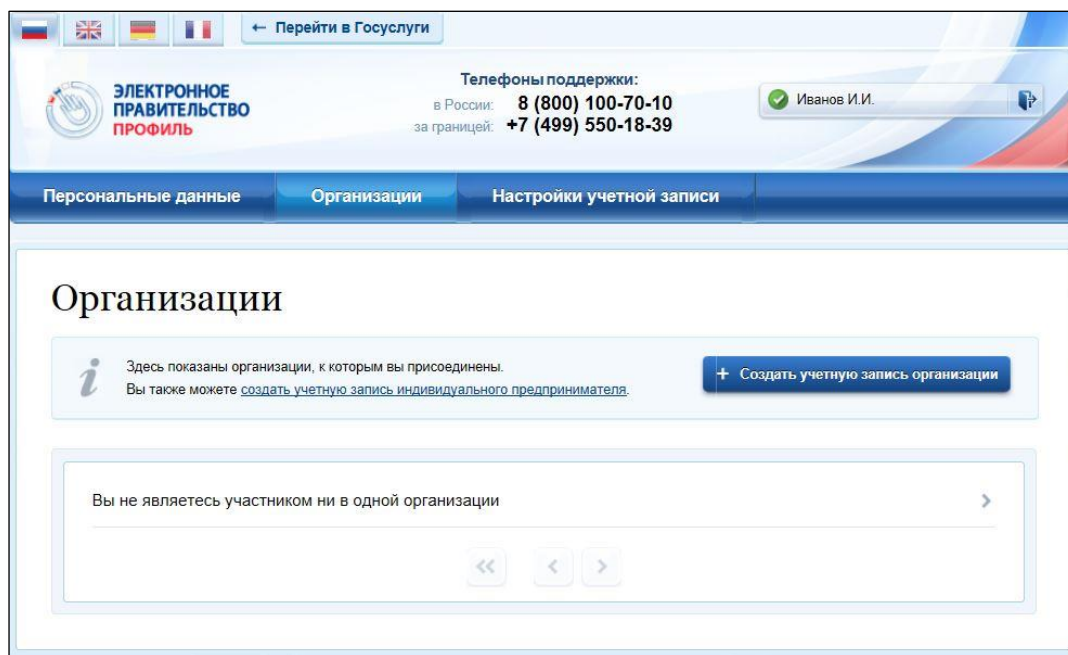 ← Перейти в Госуслуги
ЭЛЕКТРОННОЕ
ПРАВИТЕЛЬСТВО
ПРОФИЛЬ
Телефоны поддержки:
в России: 8 (800) 100-70-10
за границей: +7 (499) 550-18-39
Иванов И.И.
Персональные данные Организации Настройки учетной записи
Организации
Здесь показаны организации, к которым вы присоединены.
Вы также можете создать учетную запись индивидуального предпринимателя.
+ Создать учетную запись организации
Вы не являетесь участником ни в одной организации